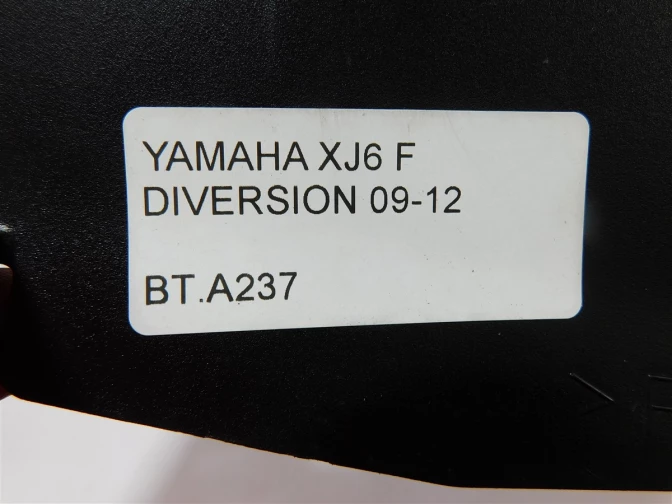 YAMAHA XJ6 F
DIVERSION 09-12
BT.A237